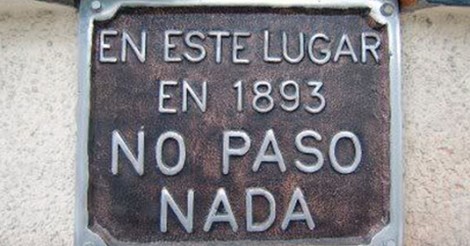 EN ESTE LUGAR
EN 1893
NO PASO
NADA